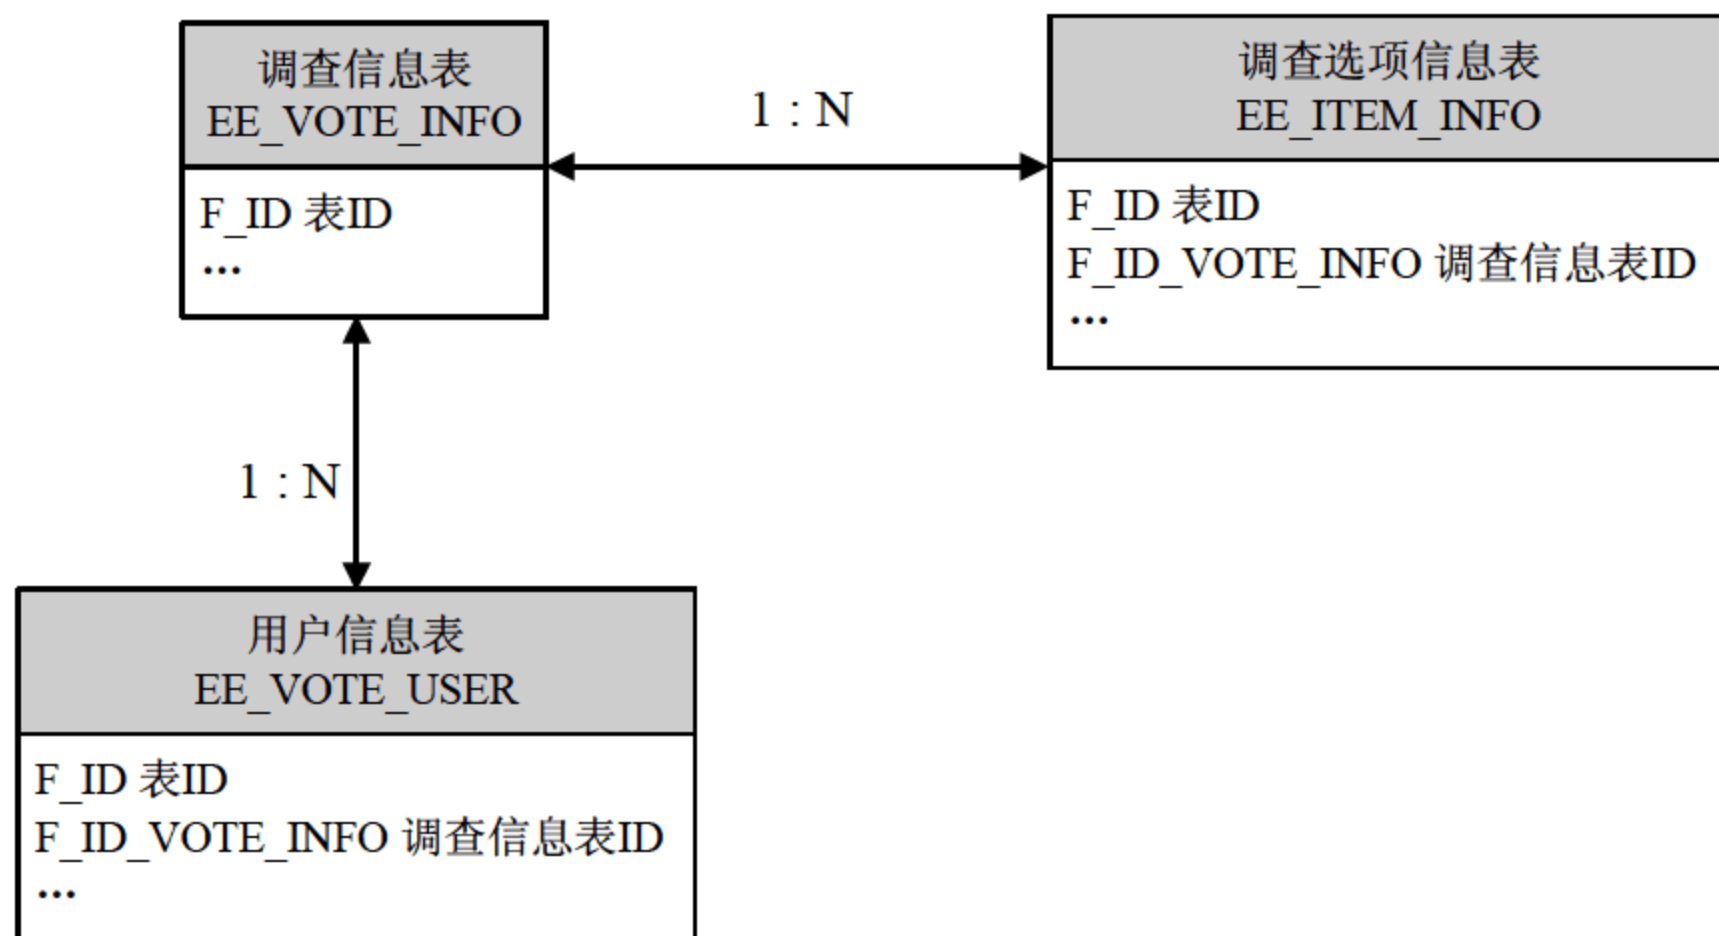 调查信息表
EE_VOTE_INFO
F_ID 表ID
...
1 : N
调查选项信息表
EE_ITEM_INFO
F_ID 表ID
F_ID_VOTE_INFO 调查信息表ID
...
1 : N
用户信息表
EE_VOTE_USER
F_ID 表ID
F_ID_VOTE_INFO 调查信息表ID
...